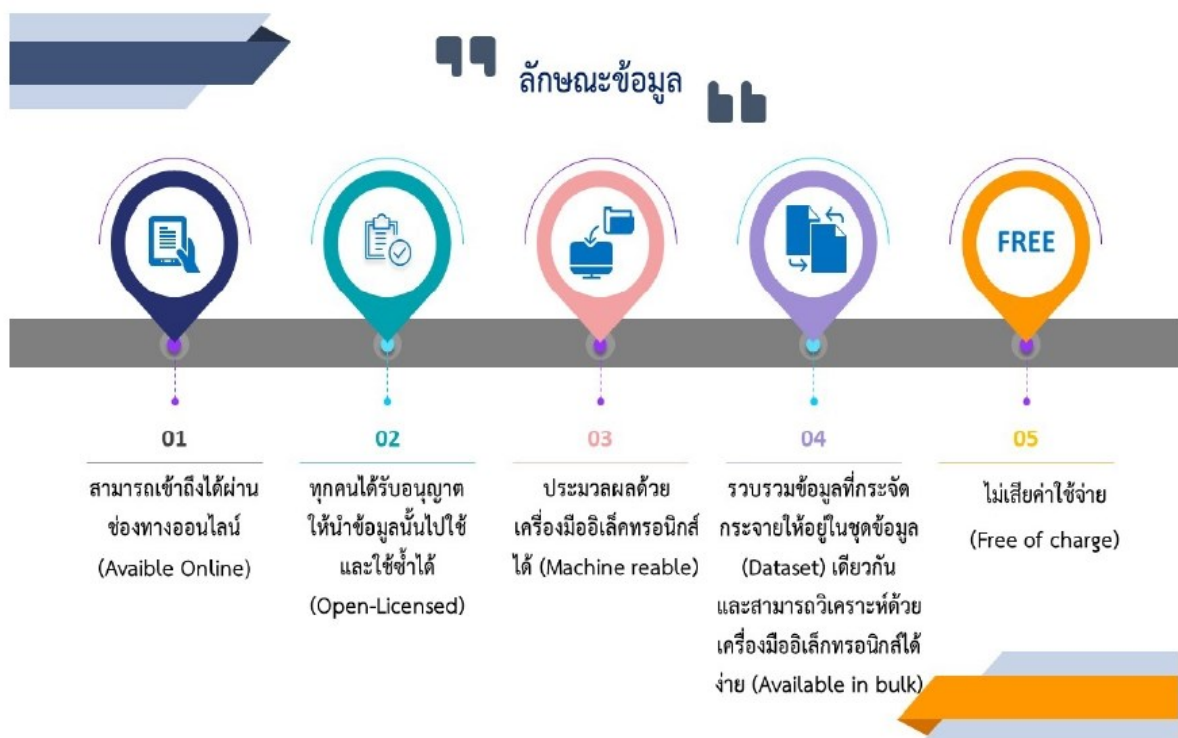 ลักษณะข้อมูล
FREE
01
สามารถเข้าถึงได้ผ่าน
ช่องทางออนไลน์
(Avaible Online)
02
ทุกคนได้รับอนุญาต
ให้นำข้อมูลนั้นไปใช้
และใช้ซ้ำได้
(Open-Licensed)
03
ประมวลผลด้วย
เครื่องมืออิเล็คทรอนิกส์
ได้ (Machine reable)
04
รวบรวมข้อมูลที่กระจัด
กระจายให้อยู่ในชุดข้อมูล
(Dataset) เดียวกัน
และสามารถวิเคราะห์ด้วย
เครื่องมืออิเล็กทรอนิกส์ได้
ง่าย (Available in bulk)
05
ไม่เสียค่าใช้จ่าย
(Free of charge)